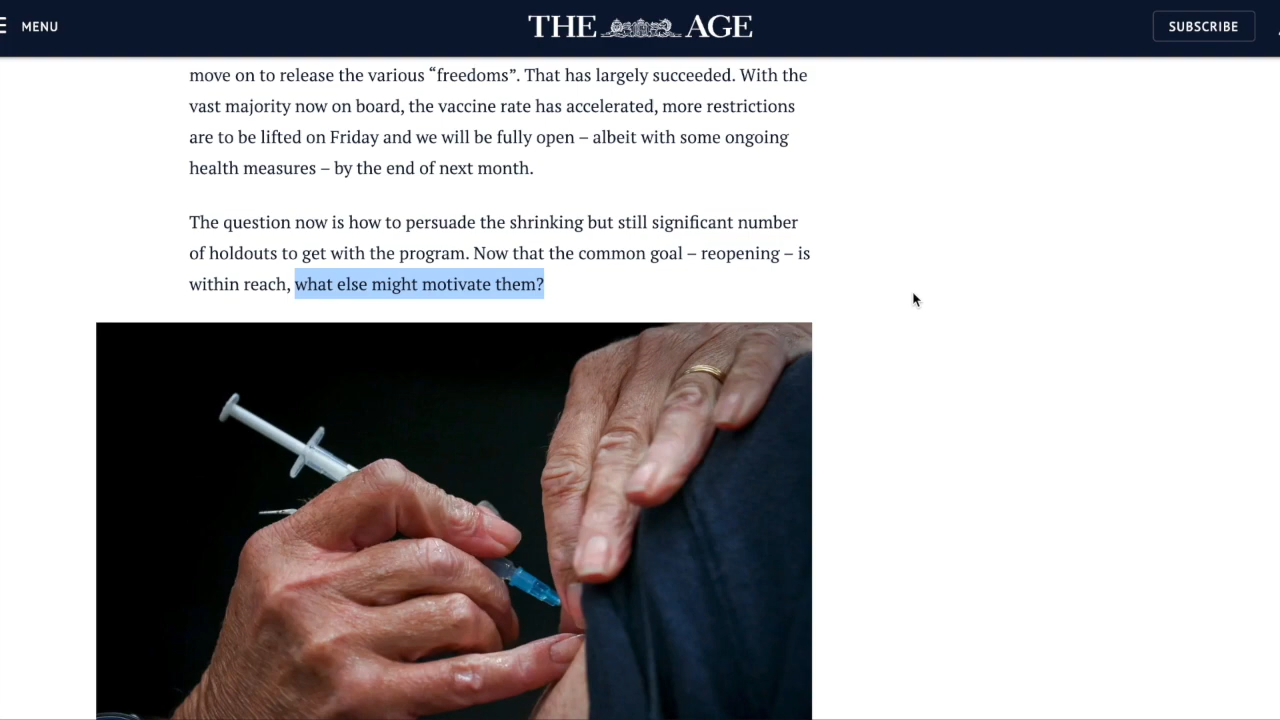 MENU
THE AGE
SUBSCRIBE
move on to release the various “freedoms”. That has largely succeeded. With the
vast majority now on board, the vaccine rate has accelerated, more restrictions
are to be lifted on Friday and we will be fully open – albeit with some ongoing
health measures – by the end of next month.
The question now is how to persuade the shrinking but still significant number
of holdouts to get with the program. Now that the common goal – reopening – is
within reach, what else might motivate them?